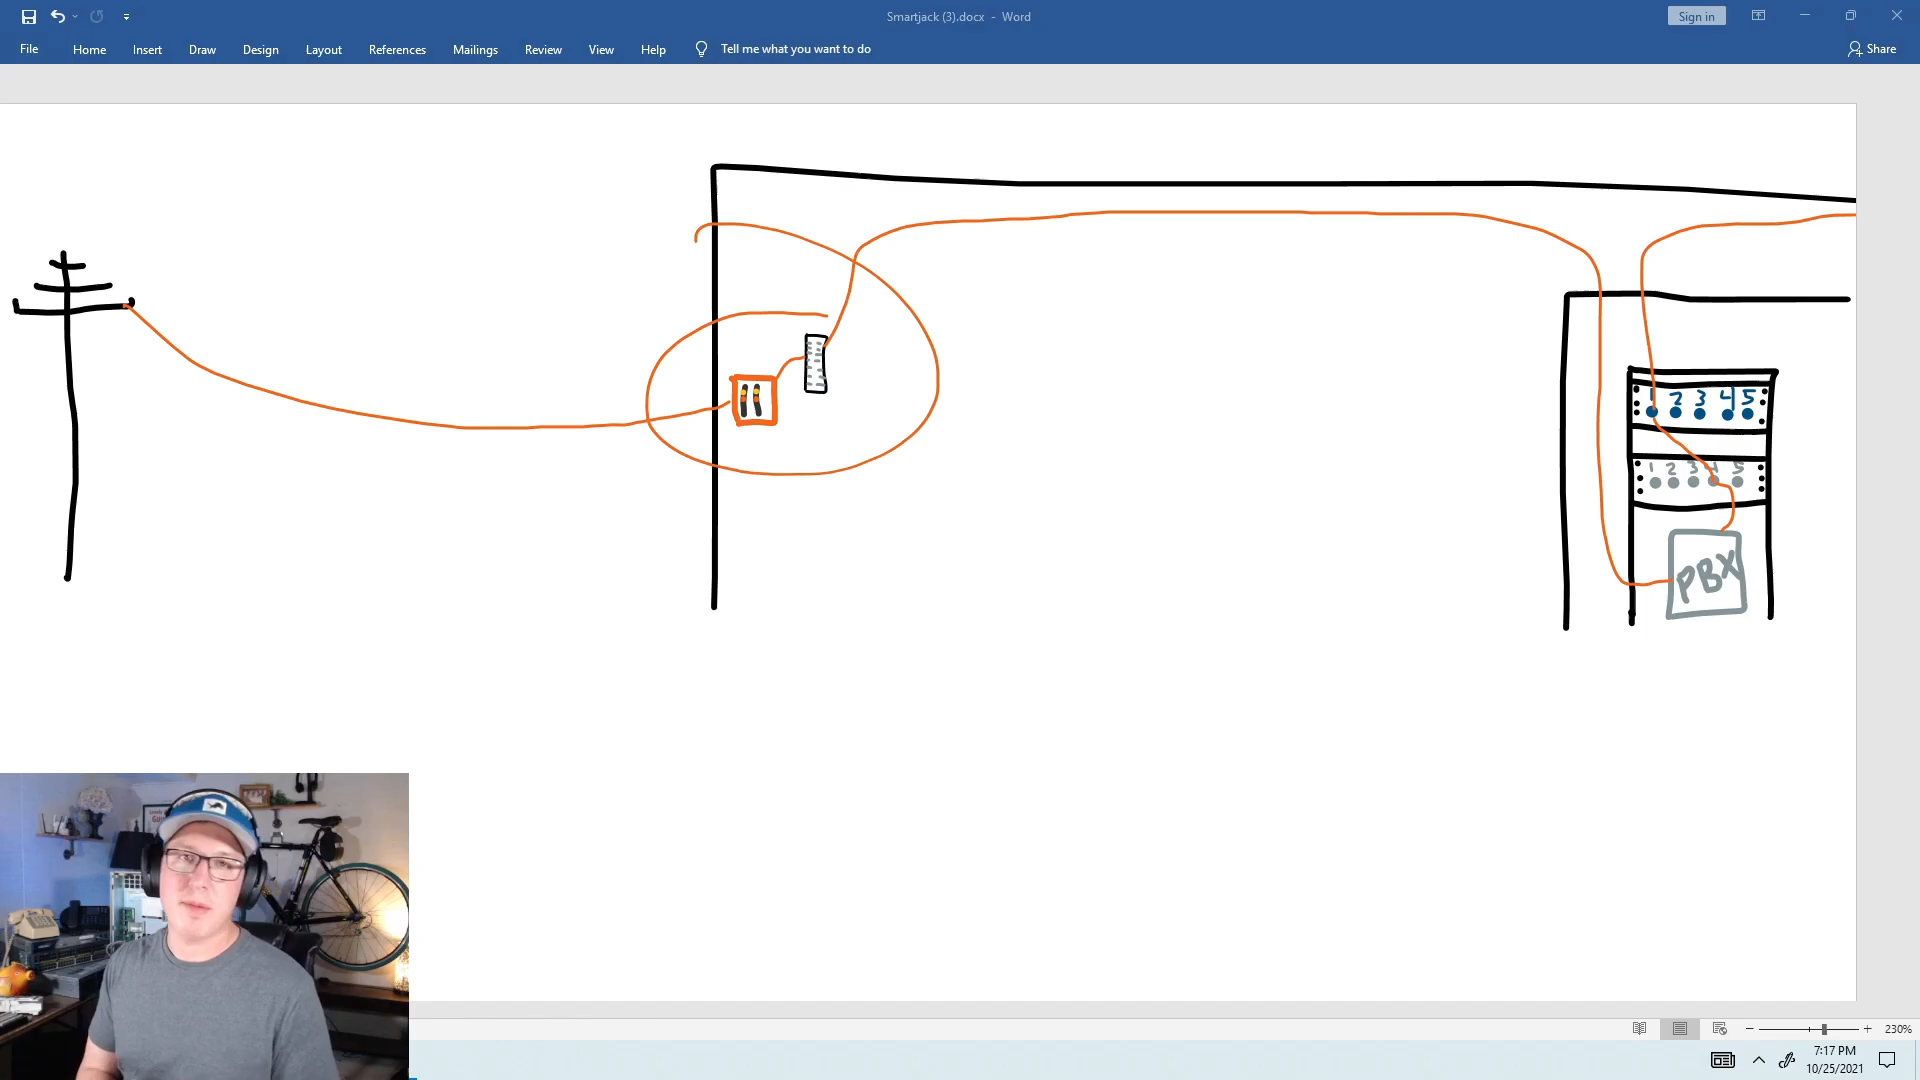 Smartjack (3).docx - Word
Sign in
File Home Insert Draw Design Layout References Mailings Review View Help Tell me what you want to do Share
1 2 3 4 5
1 2 3 4 5
PBX
230%
7:17 PM
10/25/2021